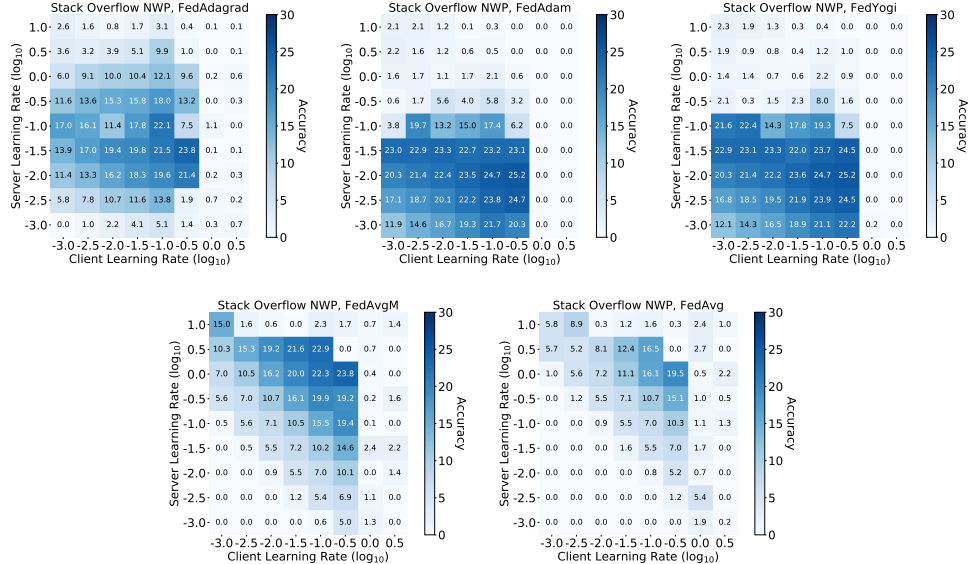 Stack Overflow NWP, FedAdagrad
Server Learning Rate (log10)
1.0 2.6 1.6 0.8 1.7 3.1 0.4 0.0 0.1
0.5 3.6 3.2 3.9 5.1 9.9 1.0 0.1 0.1
0.0 6.0 9.1 10.0 10.4 12.1 9.6 0.2 0.6
-0.5 11.6 13.6 15.3 15.8 18.0 13.2 0.0 0.3
-1.0 17.0 16.1 11.4 17.8 22.1 7.5 1.1 0.0
-1.5 13.9 17.0 19.4 19.8 21.5 23.8 0.0 0.0
-2.0 11.4 13.3 16.2 18.3 19.6 21.4 0.2 0.0
-2.5 5.8 7.8 10.7 11.6 13.8 1.9 0.7 0.2
-3.0 0.0 1.0 2.2 4.1 5.1 1.4 0.3 0.7
-3.0 -2.5 -2.0 -1.5 -1.0 -0.5 0.0 0.5
Client Learning Rate (log10)
30
25
20
15
10
5
0
Accuracy
Stack Overflow NWP, FedAdam
Server Learning Rate (log10)
1.0 2.1 2.1 0.3 0.4 0.2 0.1 0.0 0.0
0.5 2.2 1.2 0.6 0.1 0.6 0.5 0.0 0.0
0.0 1.6 1.7 1.1 1.7 2.1 0.6 0.0 0.0
-0.5 0.6 1.7 5.6 4.0 5.8 3.2 0.0 0.0
-1.0 3.8 19.7 13.2 15.0 17.4 6.2 0.0 0.0
-1.5 23.0 22.9 23.3 22.7 23.2 23.1 0.0 0.0
-2.0 20.3 21.4 22.4 23.5 24.7 25.2 0.0 0.0
-2.5 17.1 18.7 20.1 22.2 23.8 24.7 0.0 0.0
-3.0 11.9 14.6 16.7 19.3 21.7 20.3 0.0 0.0
-3.0 -2.5 -2.0 -1.5 -1.0 -0.5 0.0 0.5
Client Learning Rate (log10)
30
25
20
15
10
5
0
Accuracy
Stack Overflow NWP, FedYogi
Server Learning Rate (log10)
1.0 2.3 1.9 1.3 0.3 0.4 0.1 0.0 0.0
0.5 1.9 0.9 0.8 0.4 1.2 0.1 0.0 0.0
0.0 1.4 1.4 0.7 0.6 2.2 0.9 0.0 0.0
-0.5 2.1 0.3 1.5 2.3 8.0 1.6 0.0 0.0
-1.0 21.6 22.4 14.3 17.8 19.3 7.5 0.0 0.0
-1.5 22.9 23.1 23.3 22.0 23.7 24.5 0.0 0.0
-2.0 20.3 21.4 22.2 23.6 24.7 25.2 0.0 0.0
-2.5 16.8 18.5 19.5 21.9 23.9 24.5 0.0 0.0
-3.0 12.1 14.3 16.5 18.9 21.1 22.2 0.2 0.0
-3.0 -2.5 -2.0 -1.5 -1.0 -0.5 0.0 0.5
Client Learning Rate (log10)
30
25
20
15
10
5
0
Accuracy
Stack Overflow NWP, FedAvgM
Server Learning Rate (log10)
1.0 15.0 1.6 0.6 0.0 2.3 1.7 0.7 1.4
0.5 10.3 15.3 19.2 21.6 22.9 0.0 0.7 0.0
0.0 7.0 10.5 16.2 20.0 22.3 23.8 0.4 0.0
-0.5 5.6 7.0 10.7 16.1 19.9 19.2 0.2 1.6
-1.0 0.5 5.6 7.1 10.5 15.5 19.4 0.1 0.0
-1.5 0.0 0.5 5.5 7.2 10.2 14.6 2.4 2.2
-2.0 0.0 0.0 0.9 5.5 7.0 10.1 0.0 1.4
-2.5 0.0 0.0 0.0 1.2 5.4 6.9 1.1 0.0
-3.0 0.0 0.0 0.0 0.0 0.6 5.0 1.3 0.0
-3.0 -2.5 -2.0 -1.5 -1.0 -0.5 0.0 0.5
Client Learning Rate (log10)
30
25
20
15
10
5
0
Accuracy
Stack Overflow NWP, FedAvg
Server Learning Rate (log10)
1.0 5.8 8.9 0.3 1.2 1.6 0.3 2.4 1.0
0.5 5.7 5.2 8.1 12.4 16.5 0.0 2.7 0.0
0.0 1.0 5.6 7.2 11.1 16.1 19.5 0.5 2.2
-0.5 0.0 1.2 5.5 7.1 10.7 15.1 0.0 0.0
-1.0 0.0 0.0 0.9 5.5 7.0 10.3 1.1 1.3
-1.5 0.0 0.0 0.0 1.6 5.5 7.0 1.7 0.0
-2.0 0.0 0.0 0.0 0.0 0.8 5.2 0.7 0.0
-2.5 0.0 0.0 0.0 0.0 0.0 1.2 5.4 0.0
-3.0 0.0 0.0 0.0 0.0 0.0 0.0 1.9 0.2
-3.0 -2.5 -2.0 -1.5 -1.0 -0.5 0.0 0.5
Client Learning Rate (log10)
30
25
20
15
10
5
0
Accuracy